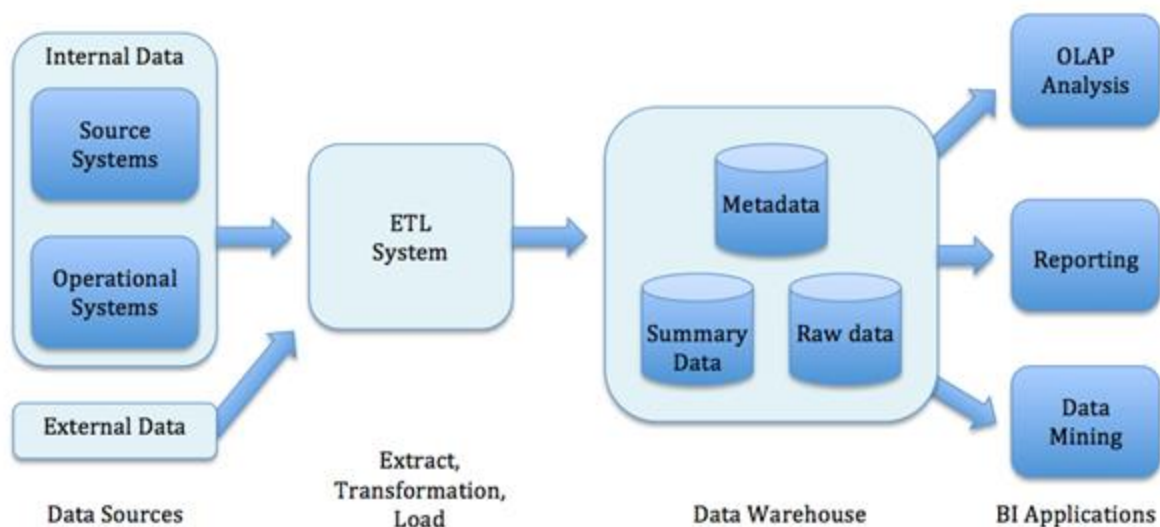 Internal Data
Source
Systems
Operational
Systems
External Data
Data Sources
ETL
System
Extract,
Transformation,
Load
Metadata
Summary
Data
Raw data
Data Warehouse
OLAP
Analysis
Reporting
Data
Mining
BI Applications